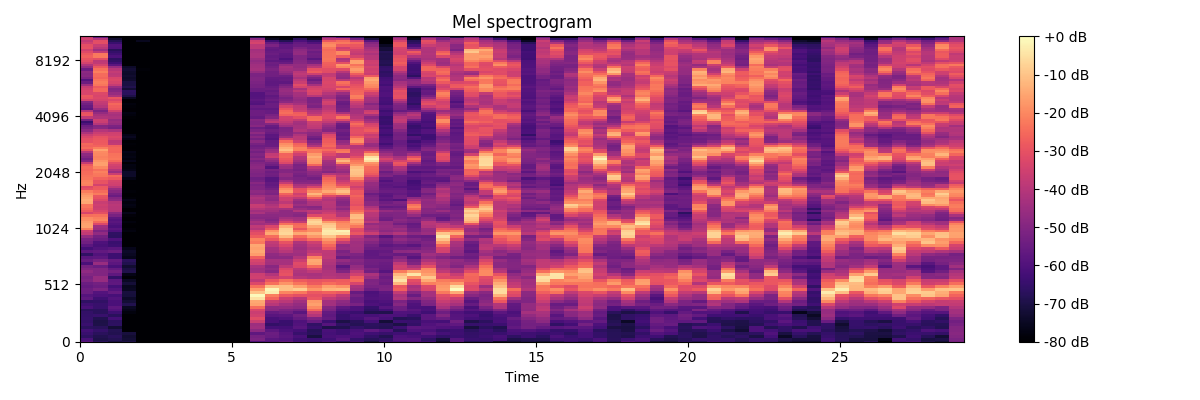 Mel spectrogram
8192
4096
2048
1024
512
0
Hz
0 5 10 15 20 25
Time
+0 dB
-10 dB
-20 dB
-30 dB
-40 dB
-50 dB
-60 dB
-70 dB
-80 dB